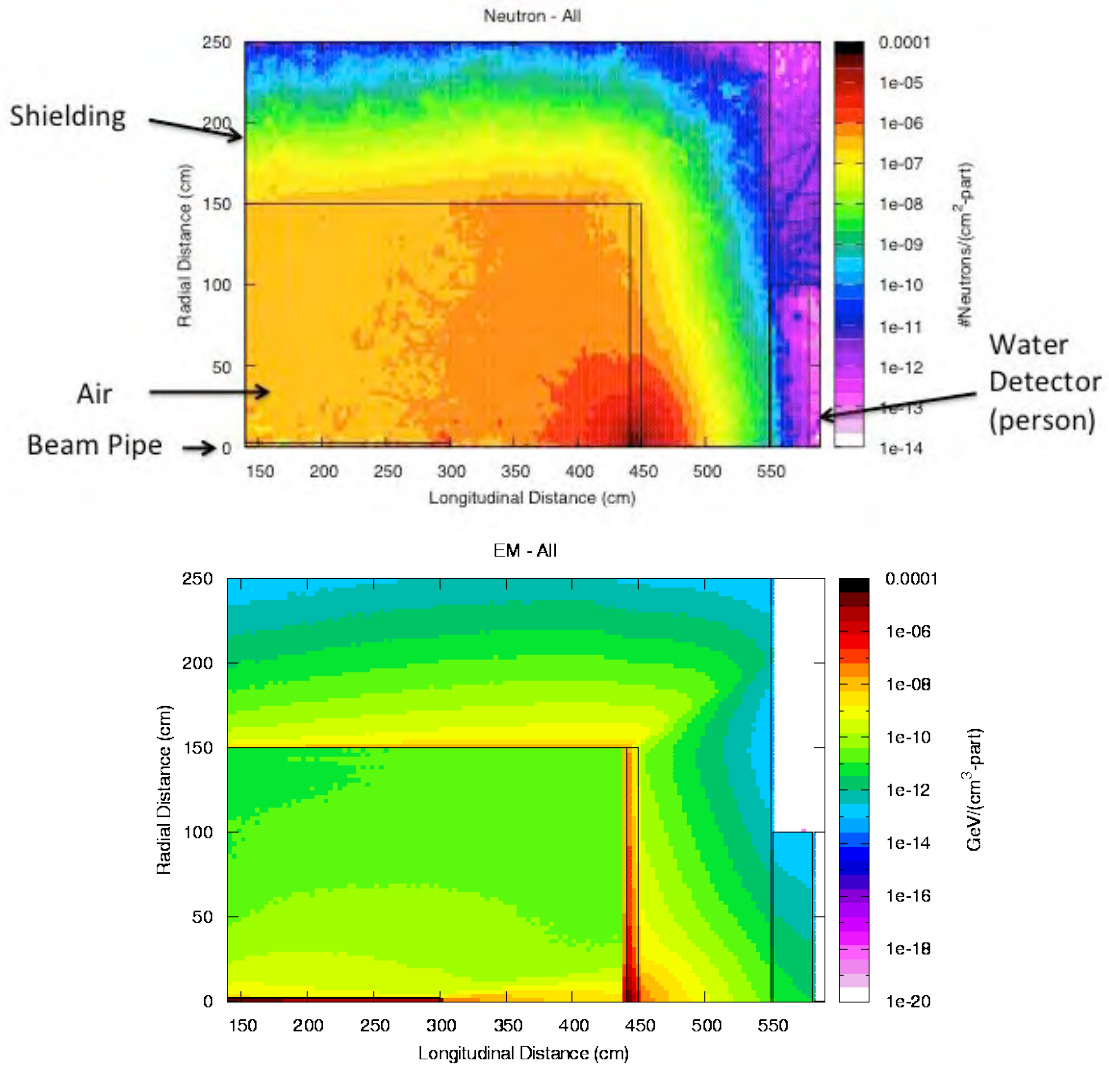 Neutron - All
250
200
150
100
50
0
Radial Distance (cm)
150
200
250
300
350
400
450
500
550
Longitudinal Distance (cm)
0.0001
1e-05
1e-06
1e-07
1e-08
1e-09
1e-10
1e-11
1e-12
1e-13
1e-14
#Neutrons/(cm²-part)
Shielding
Air
Beam Pipe
Water
Detector
(person)
EM - All
250
200
150
100
50
0
Radial Distance (cm)
150
200
250
300
350
400
450
500
550
Longitudinal Distance (cm)
0.0001
1e-06
1e-08
1e-10
1e-12
1e-14
1e-16
1e-18
1e-20
GeV/(cm³-part)